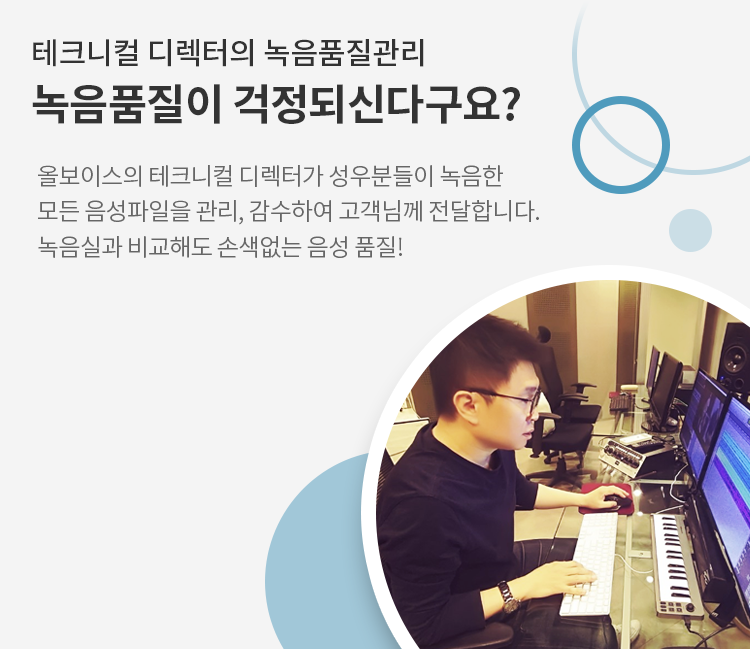 테크니컬 디렉터의 녹음품질관리
녹음품질이 걱정되신다구요?
올보이스의 테크니컬 디렉터가 성우분들이 녹음한
모든 음성파일을 관리, 감수하여 고객님께 전달합니다.
녹음실과 비교해도 손색없는 음성 품질!